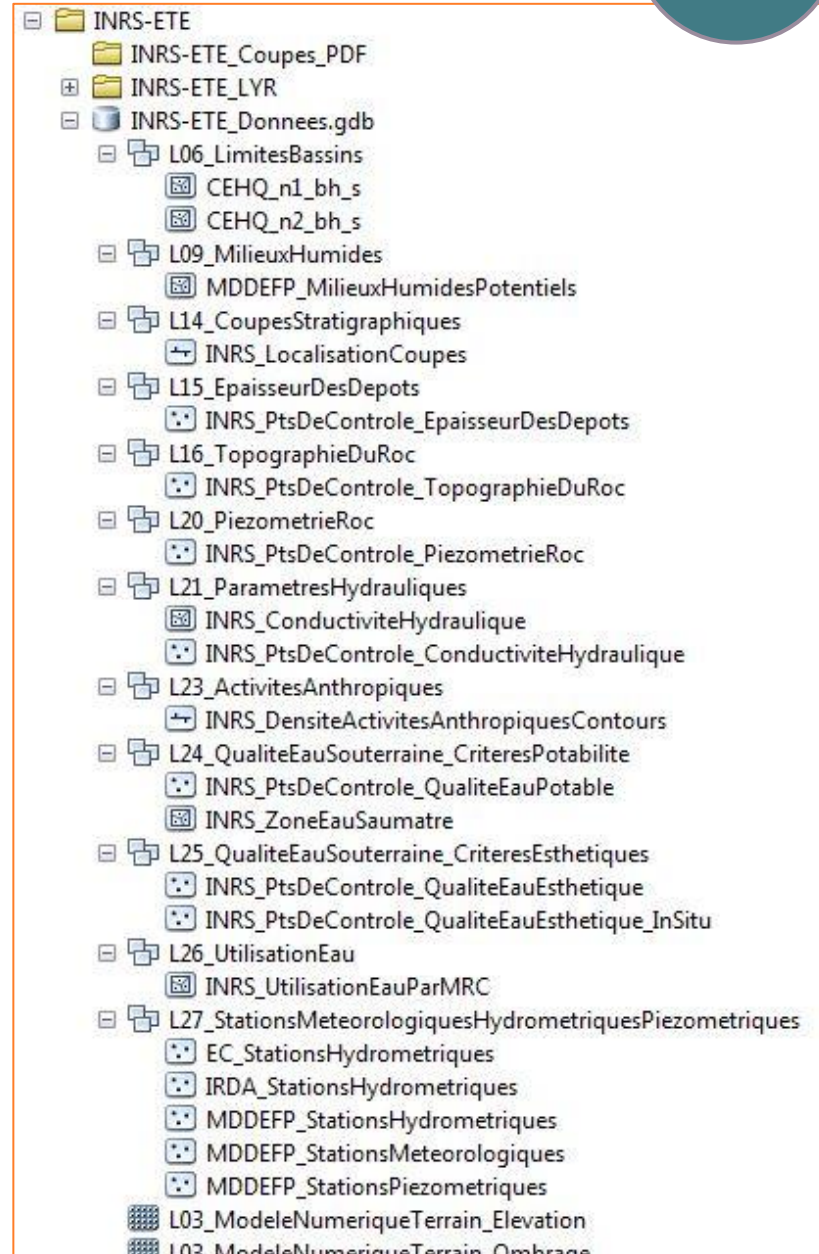 INRS-ETE
INRS-ETE_Coupes_PDF
INRS-ETE_LYR
INRS-ETE_Donnees.gdb
L06_LimitesBassins
CEHQ_n1_bh_s
CEHQ_n2_bh_s
L09_MilieuxHumides
MDDEFP_MilieuxHumidesPotentiels
L14_CoupesStratigraphiques
INRS_LocalisationCoupes
L15_EpaisseurDesDepots
INRS_PtsDeControle_EpaisseurDesDepots
L16_TopographieDuRoc
INRS_PtsDeControle_TopographieDuRoc
L20_PiezometrieRoc
INRS_PtsDeControle_PiezometrieRoc
L21_ParametresHydrauliques
INRS_ConductiviteHydraulique
INRS_PtsDeControle_ConductiviteHydraulique
L23_ActivitesAnthropiques
INRS_DensiteActivitesAnthropiquesContours
L24_QualiteEauSouterraine_CriteresPotabilite
INRS_PtsDeControle_QualiteEauPotable
INRS_ZoneEauSaumatre
L25_QualiteEauSouterraine_CriteresEsthetiques
INRS_PtsDeControle_QualiteEauEsthetique
INRS_PtsDeControle_QualiteEauEsthetique_InSitu
L26_UtilisationEau
INRS_UtilisationEauParMRC
L27_StationsMeteorologiquesHydrometriquesPiezometriques
EC_StationsHydrometriques
IRDA_StationsHydrometriques
MDDEFP_StationsHydrometriques
MDDEFP_StationsMeteorologiques
MDDEFP_StationsPiezometriques
L03_ModeleNumeriqueTerrain_Elevation
L03_ModeleNumeriqueTerrain_Ombrage